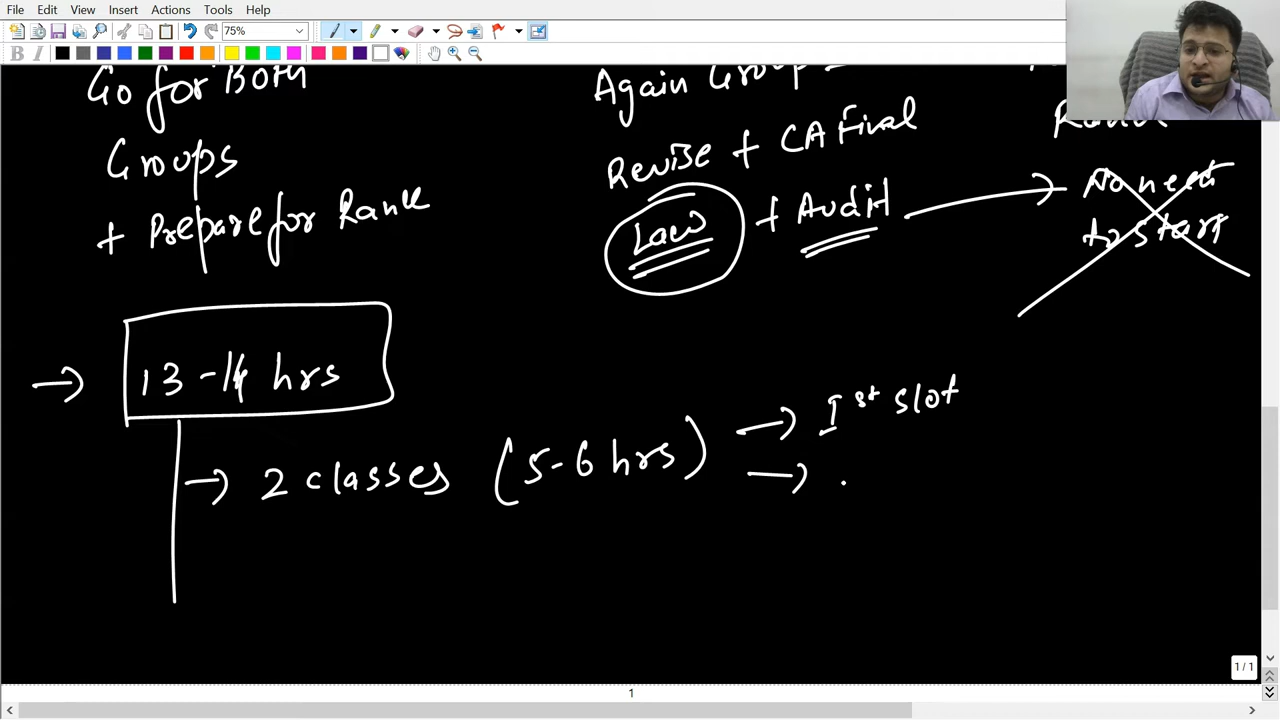 File Edit View Insert Actions Tools Help
75%
B I
Go for BOTH
Groups
+ Prepare for Rank
Again Group
Revise + CA Final
Law + Audit
No need
to start
→ 13-14 hrs
→ 2 classes (5-6 hrs) → Ist slot
→
1/1
1